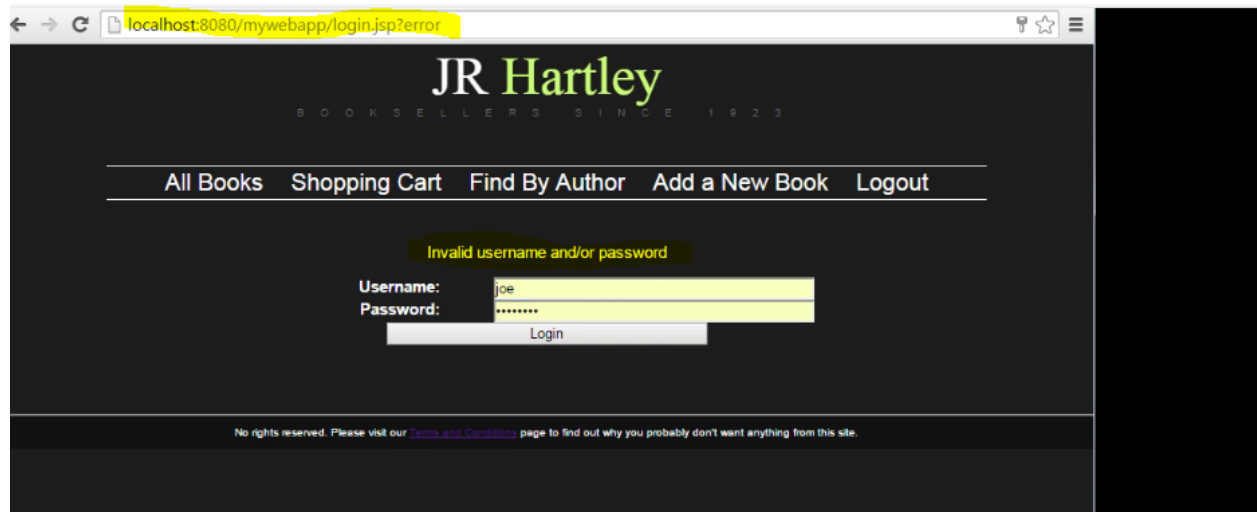 localhost:8080/mywebapp/login.jsp?error
JR Hartley
BOOKSELLERS SINCE 1923
All Books Shopping Cart Find By Author Add a New Book Logout
Invalid username and/or password
Username: joe
Password: ••••••••
Login
No rights reserved. Please visit our Terms and Conditions page to find out why you probably don't want anything from this site.